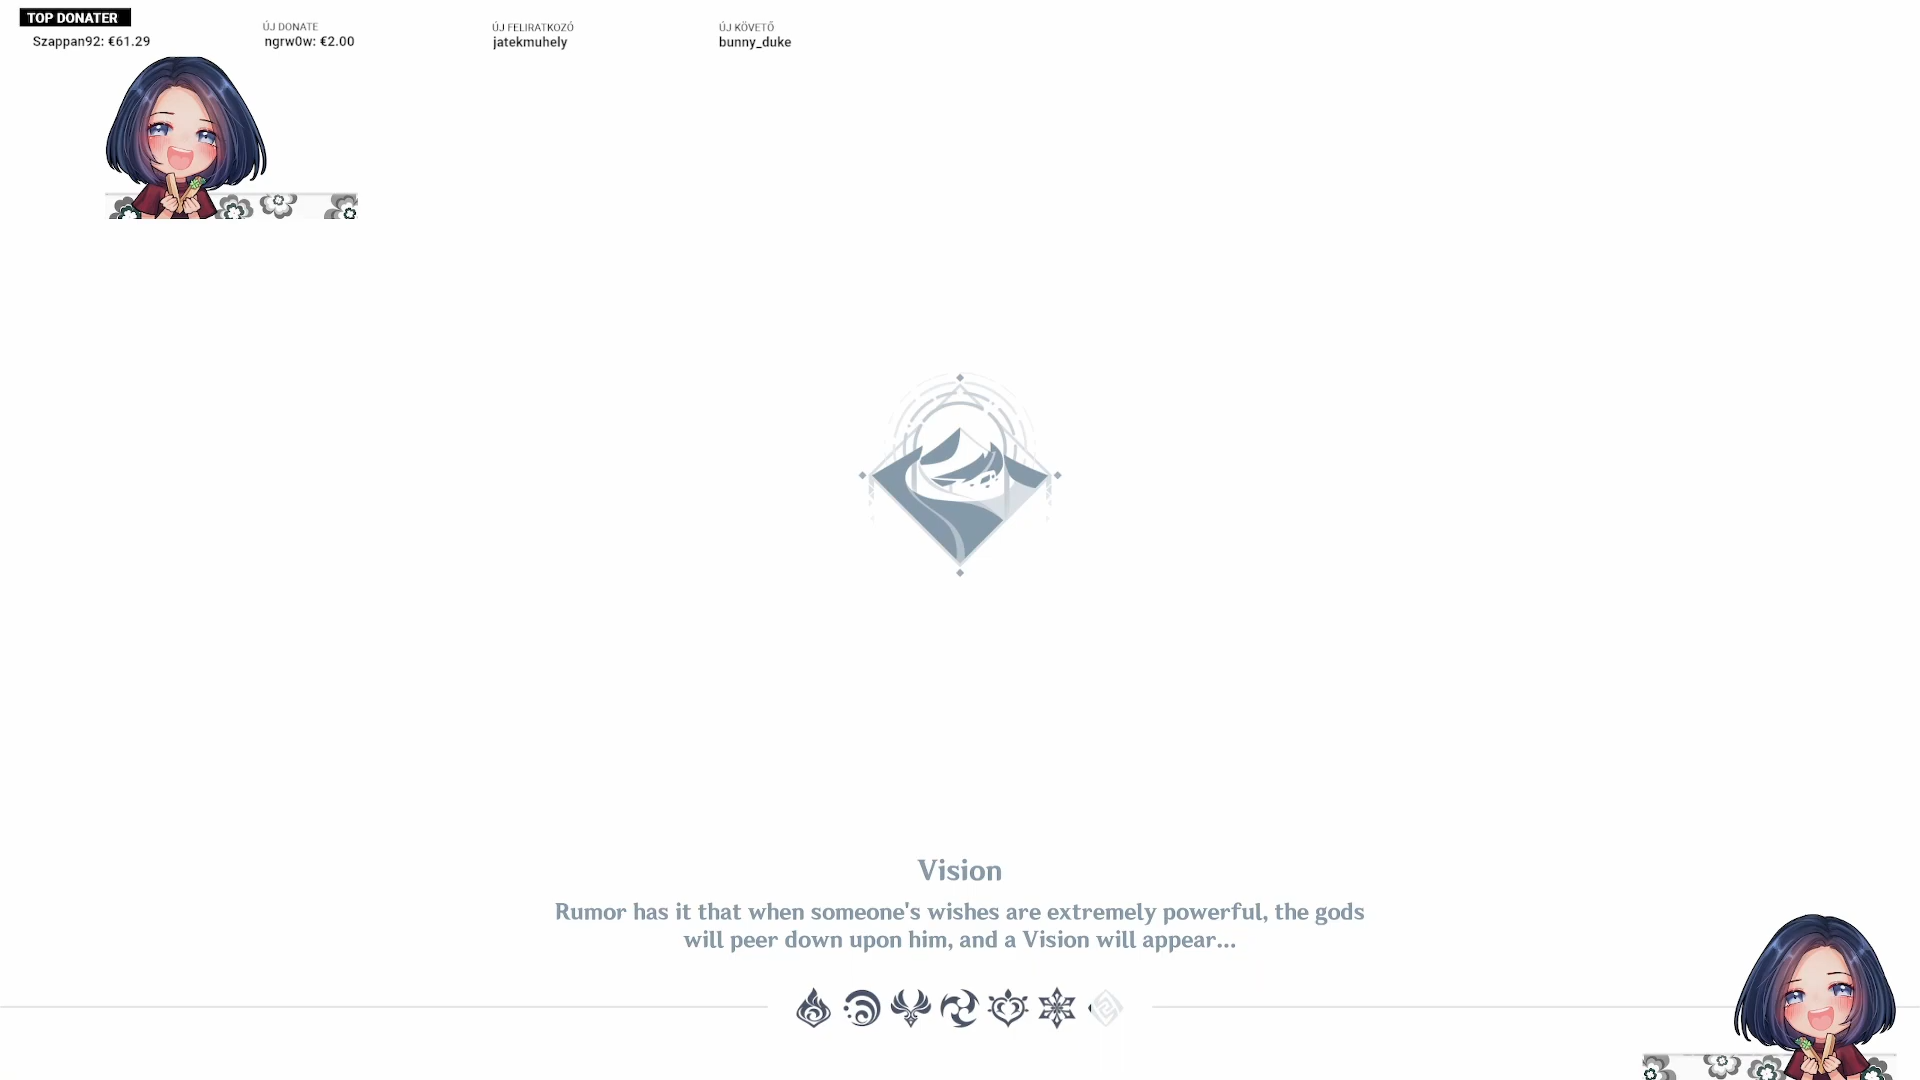 TOP DONATER
Szappan92: €61.29
ÚJ DONATE
ngrw0w: €2.00
ÚJ FELIRATKOZÓ
jatekmuhely
ÚJ KÖVETŐ
bunny_duke
Vision
Rumor has it that when someone's wishes are extremely powerful, the gods
will peer down upon him, and a Vision will appear...